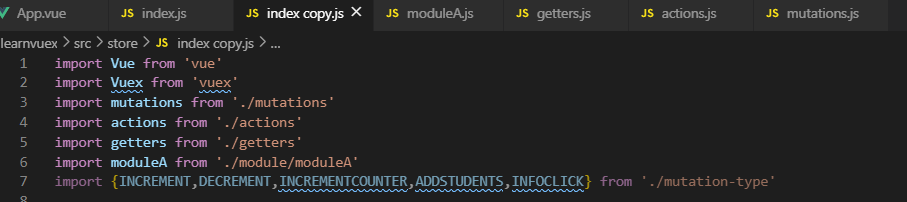 App.vue JS index.js JS index copy.js × JS moduleA.js JS getters.js JS actions.js JS mutations.js
learnvuex > src > store > JS index copy.js > ...
1 import Vue from 'vue'
2 import Vuex from 'vuex'
3 import mutations from './mutations'
4 import actions from './actions'
5 import getters from './getters'
6 import moduleA from './module/moduleA'
7 import {INCREMENT,DECREMENT,INCREMENTCOUNTER,ADDSTUDENTS,INFOCLICK} from './mutation-type'
8